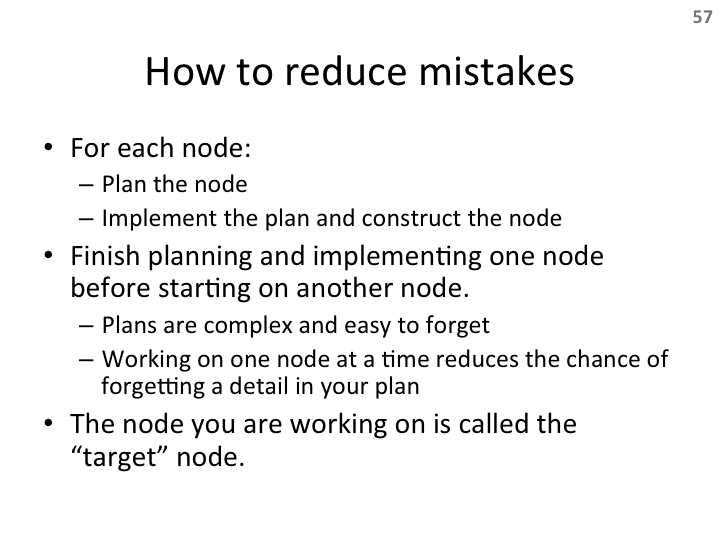 57
How to reduce mistakes
• For each node:
– Plan the node
– Implement the plan and construct the node
• Finish planning and implementing one node
before starting on another node.
– Plans are complex and easy to forget
– Working on one node at a time reduces the chance of
forgetting a detail in your plan
• The node you are working on is called the
“target” node.